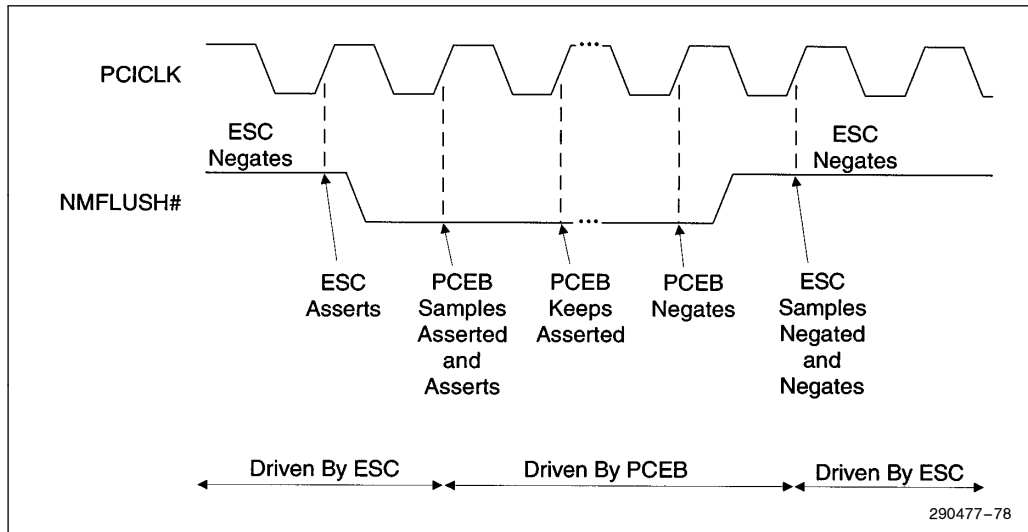 PCICLK
ESC
Negates
ESC
Negates
NMFLUSH#
ESC
Asserts
PCEB
Samples
Asserted
and
Asserts
PCEB
Keeps
Asserted
PCEB
Negates
ESC
Samples
Negated
and
Negates
Driven By ESC
Driven By PCEB
Driven By ESC
290477–78